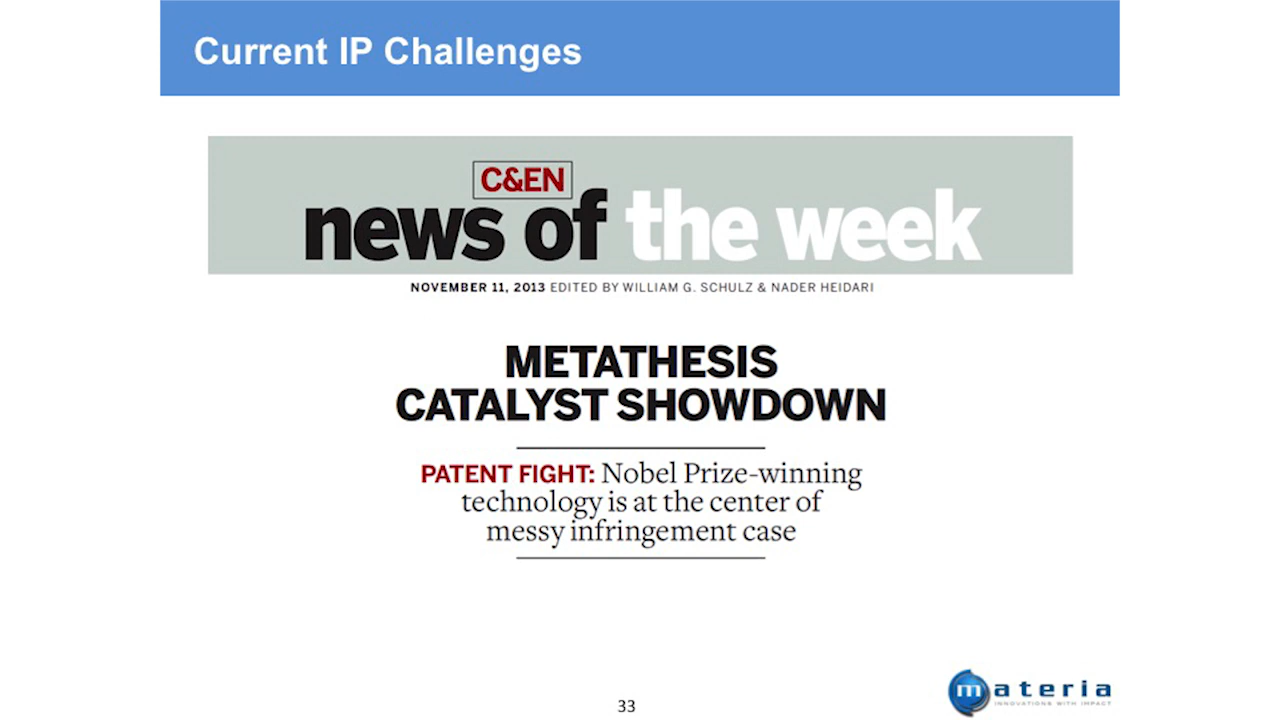 Current IP Challenges
C&EN
news of the week
NOVEMBER 11, 2013 EDITED BY WILLIAM G. SCHULZ & NADER HEIDARI
METATHESIS
CATALYST SHOWDOWN
PATENT FIGHT: Nobel Prize-winning
technology is at the center of
messy infringement case
materia
INNOVATIONS WITH IMPACT
33